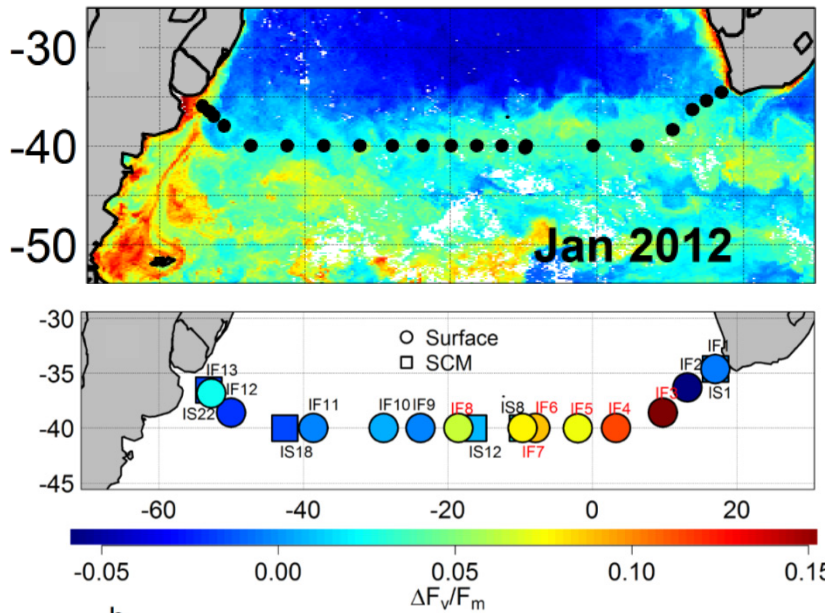 -30
-40
-50
Jan 2012
-30
-35
-40
-45
Surface
SCM
IF1
IF2
IS1
IF3
IF13
IF12
IS22
IF11
IS18
IF10
IF9
IF8
IS12
IS8
IF6
IF7
IF5
IF4
-60
-40
-20
0
20
-0.05
0.00
0.05
0.10
0.15
ΔFv/Fm